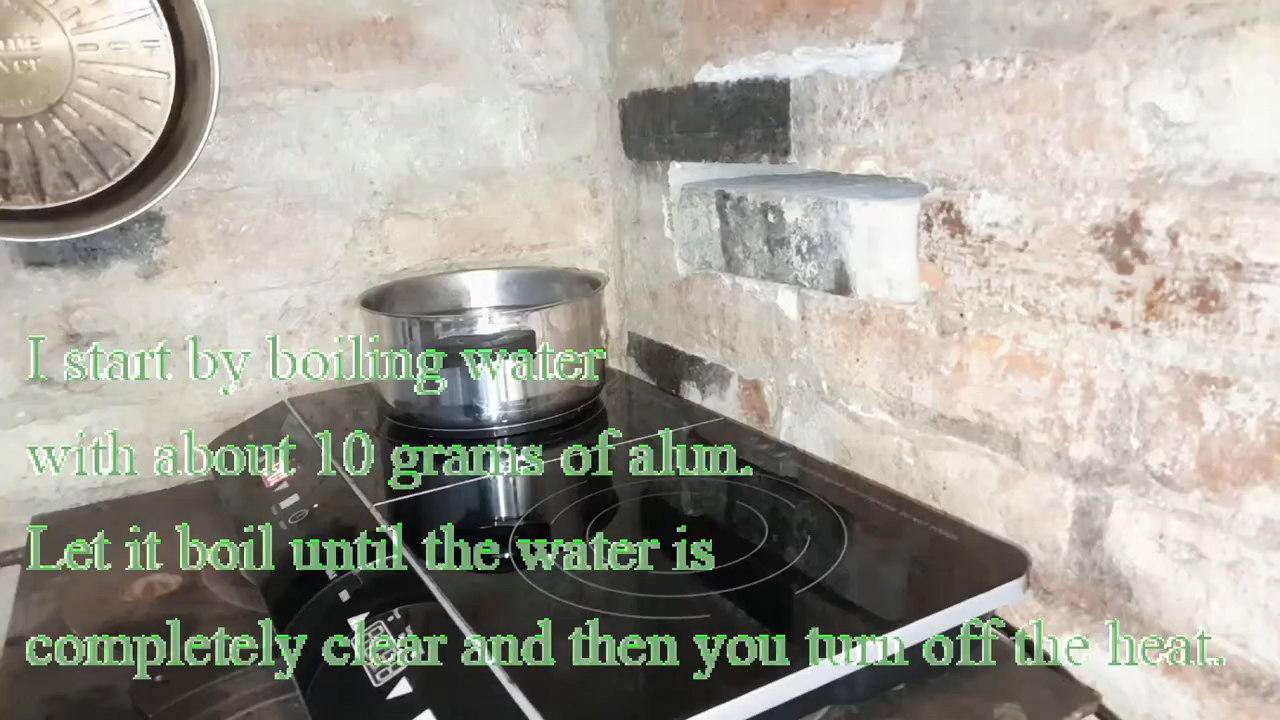 I start by boiling water
with about 10 grams of alun.
Let it boil until the water is
completely clear and then you turn off the heat.